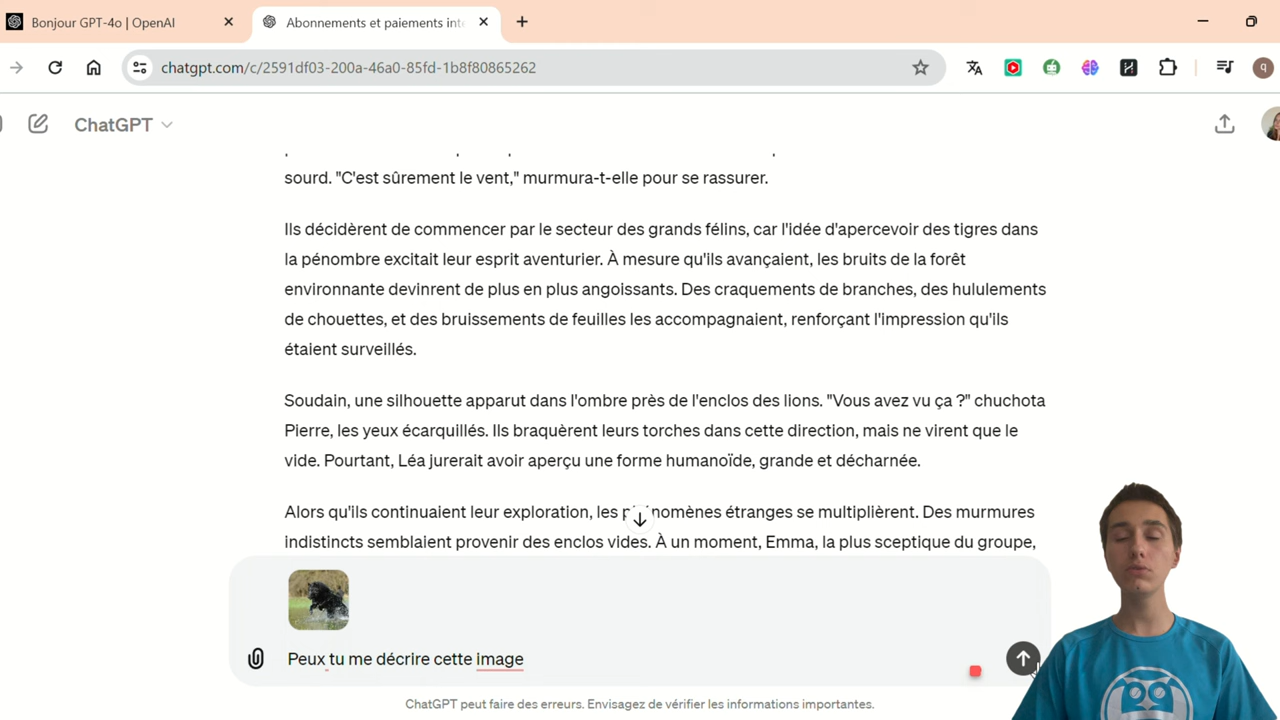 Bonjour GPT-4o | OpenAI
Abonnements et paiements inte
chatgpt.com/c/2591df03-200a-46a0-85fd-1b8f80865262
q
ChatGPT
sourd. "C'est sûrement le vent," murmura-t-elle pour se rassurer.
Ils décidèrent de commencer par le secteur des grands félins, car l'idée d'apercevoir des tigres dans
la pénombre excitait leur esprit aventurier. À mesure qu'ils avançaient, les bruits de la forêt
environnante devinrent de plus en plus angoissants. Des craquements de branches, des hululements
de chouettes, et des bruissements de feuilles les accompagnaient, renforçant l'impression qu'ils
étaient surveillés.
Soudain, une silhouette apparut dans l'ombre près de l'enclos des lions. "Vous avez vu ça ?" chuchota
Pierre, les yeux écarquillés. Ils braquèrent leurs torches dans cette direction, mais ne virent que le
vide. Pourtant, Léa jurerait avoir aperçu une forme humanoïde, grande et décharnée.
Alors qu'ils continuaient leur exploration, les phénomènes étranges se multiplièrent. Des murmures
indistincts semblaient provenir des enclos vides. À un moment, Emma, la plus sceptique du groupe,
Peux tu me décrire cette image
ChatGPT peut faire des erreurs. Envisagez de vérifier les informations importantes.